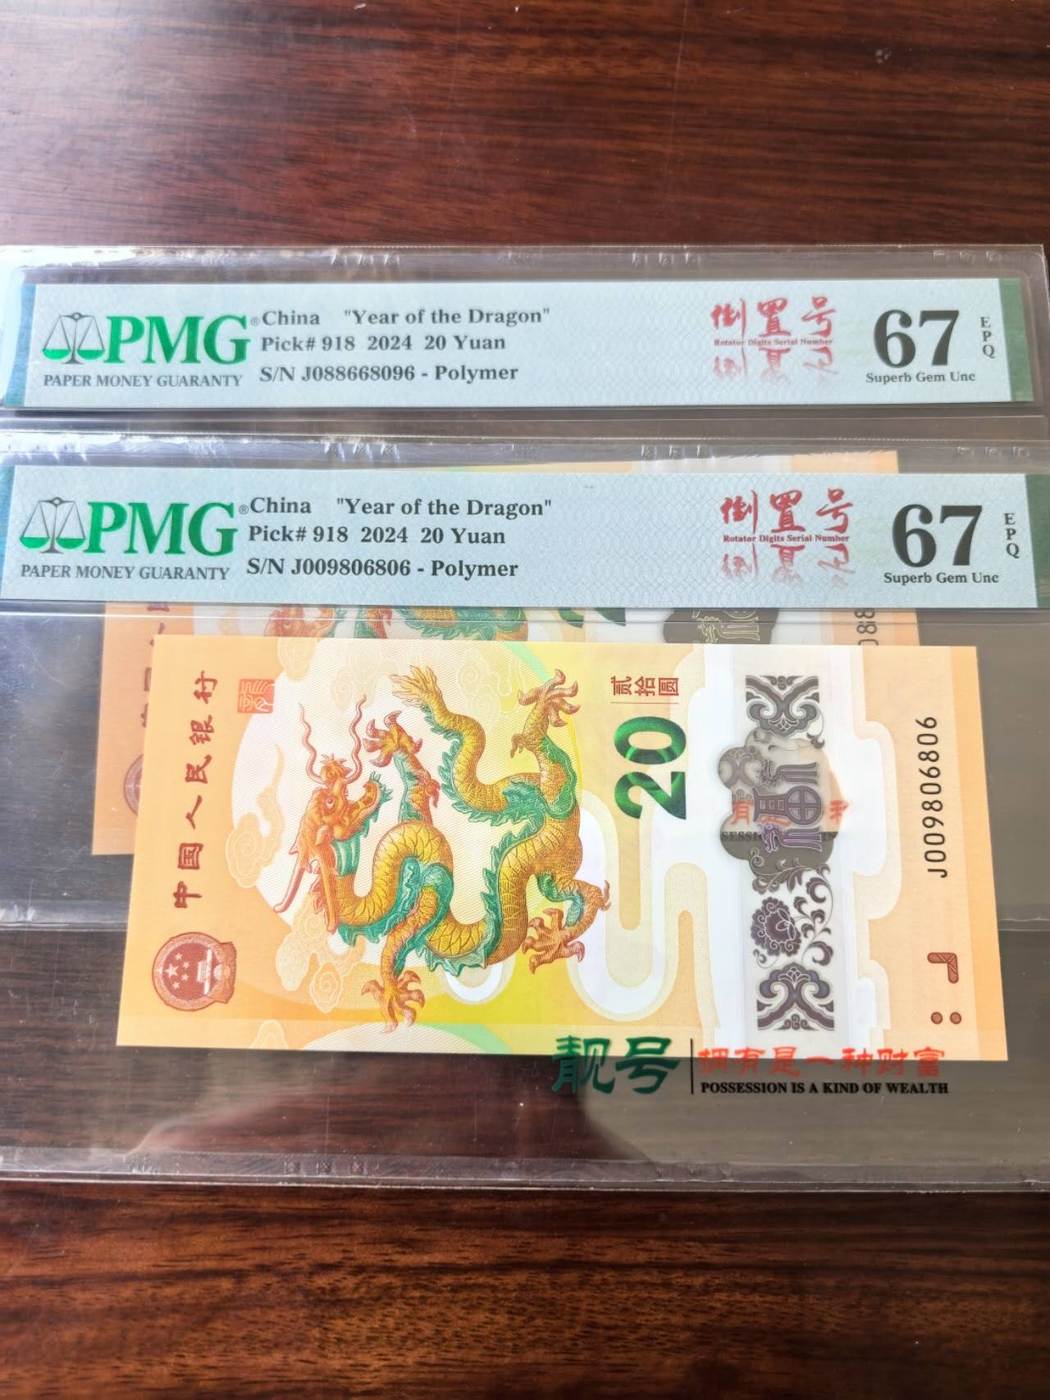 PMG®
PAPER MONEY GUARANTY
China "Year of the Dragon"
Pick# 918 2024 20 Yuan
S/N J088668096 - Polymer
倒置号
Rotator Digits Serial Number
67
EPQ
Superb Gem Unc
PMG®
PAPER MONEY GUARANTY
China "Year of the Dragon"
Pick# 918 2024 20 Yuan
S/N J009806806 - Polymer
倒置号
Rotator Digits Serial Number
67
EPQ
Superb Gem Unc
中国人民银行
贰拾圆
20
J009806806
靓号
拥有是一种财富
POSSESSION IS A KIND OF WEALTH